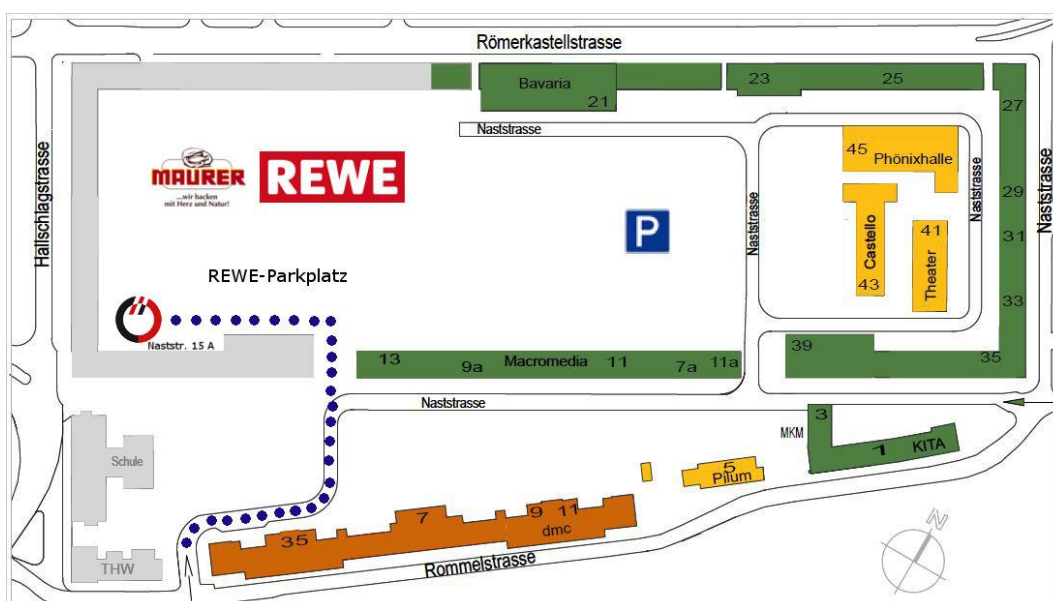 Römerkastellstrasse
Bavaria
21
23
25
27
Naststrasse
45
Phönixhalle
MAURER
...wir backen
mit Herz und Natur!
REWE
P
Hallschlagstrasse
Naststrasse
Castello
43
41
Theater
Naststrasse
29
31
33
Naststrasse
REWE-Parkplatz
Naststr. 15 A
13
9a
Macromedia
11
7a
11a
39
35
Naststrasse
3
MKM
1
KITA
Schule
5
Pilum
7
9
11
dmc
35
THW
Rommelstrasse
N